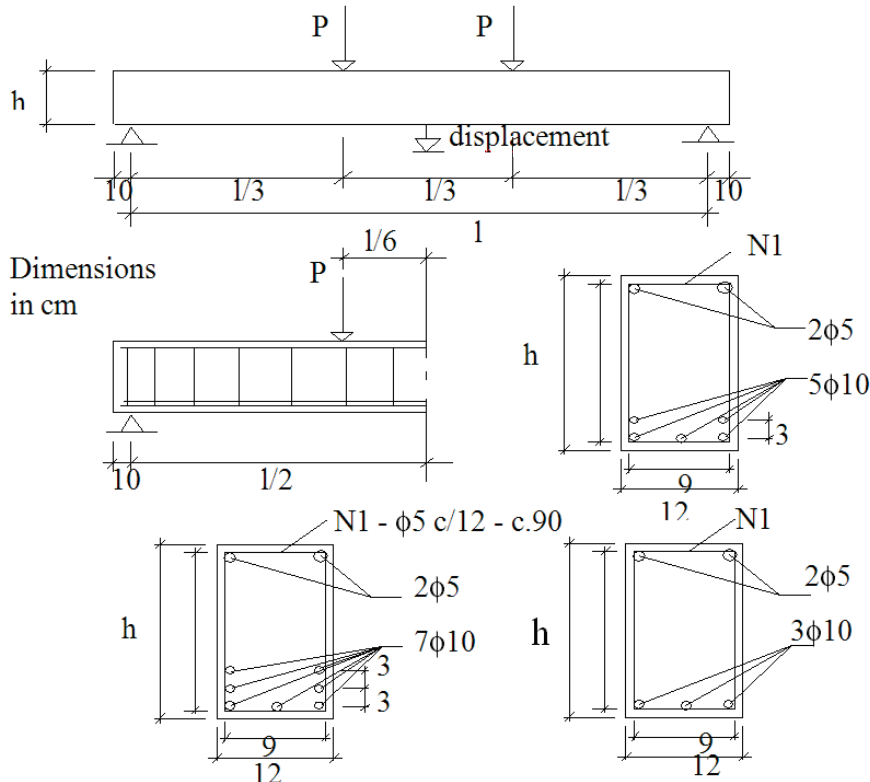 P P
h
displacement
10 l/3 l/3 l/3 10
l
l/6
Dimensions
in cm
P
10 l/2
N1
h
2ϕ5
5ϕ10
3
9
12
N1 - ϕ5 c/12 - c.90
h
2ϕ5
7ϕ10
3
3
9
12
N1
h
2ϕ5
3ϕ10
9
12